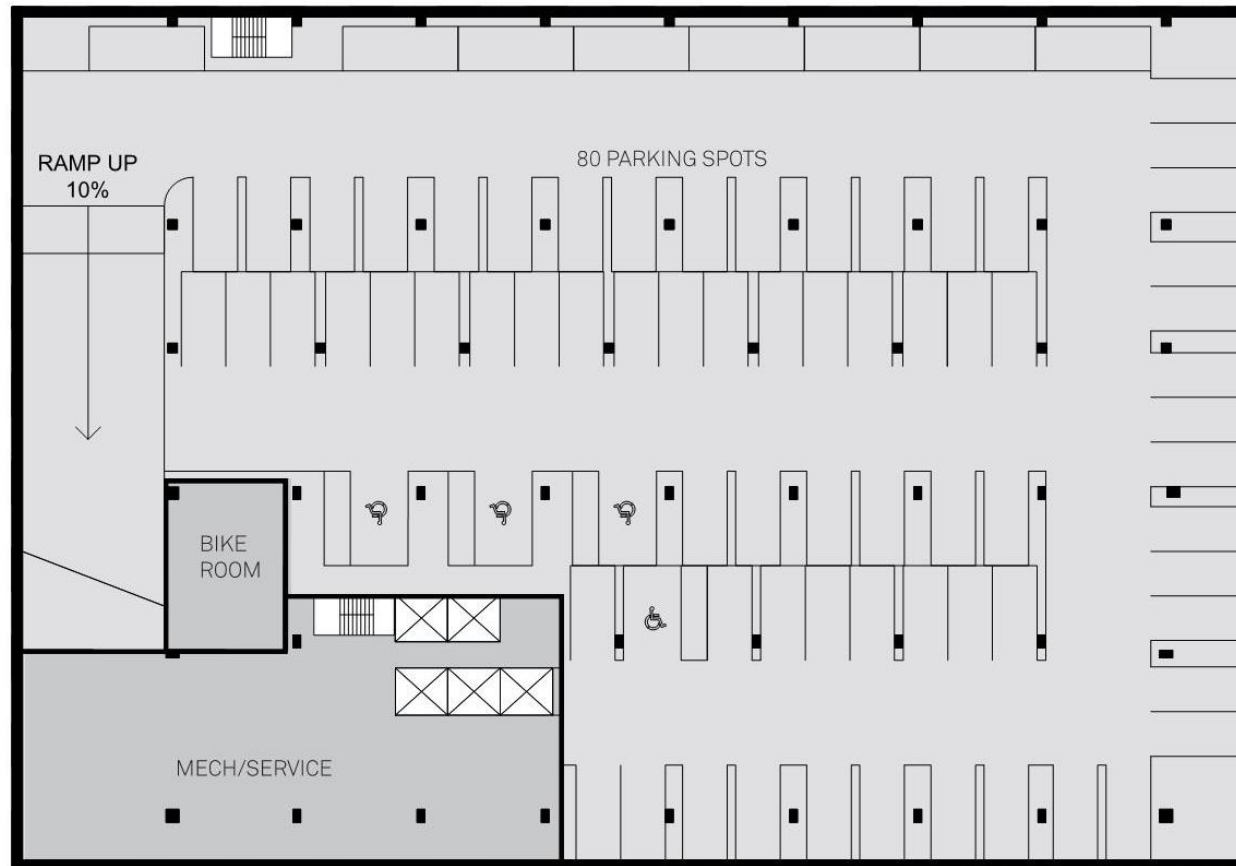 80 PARKING SPOTS
RAMP UP
10%
BIKE
ROOM
MECH/SERVICE